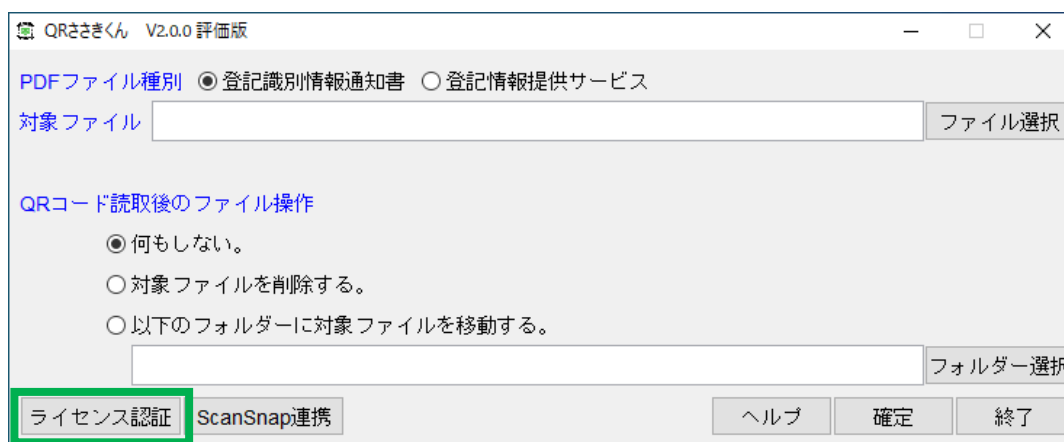 QRささきくん V2.0.0 評価版
PDFファイル種別 登記識別情報通知書 登記情報提供サービス
対象ファイル ファイル選択
QRコード読取後のファイル操作
何もしない。
対象ファイルを削除する。
以下のフォルダーに対象ファイルを移動する。
フォルダー選択
ライセンス認証 ScanSnap連携 ヘルプ 確定 終了